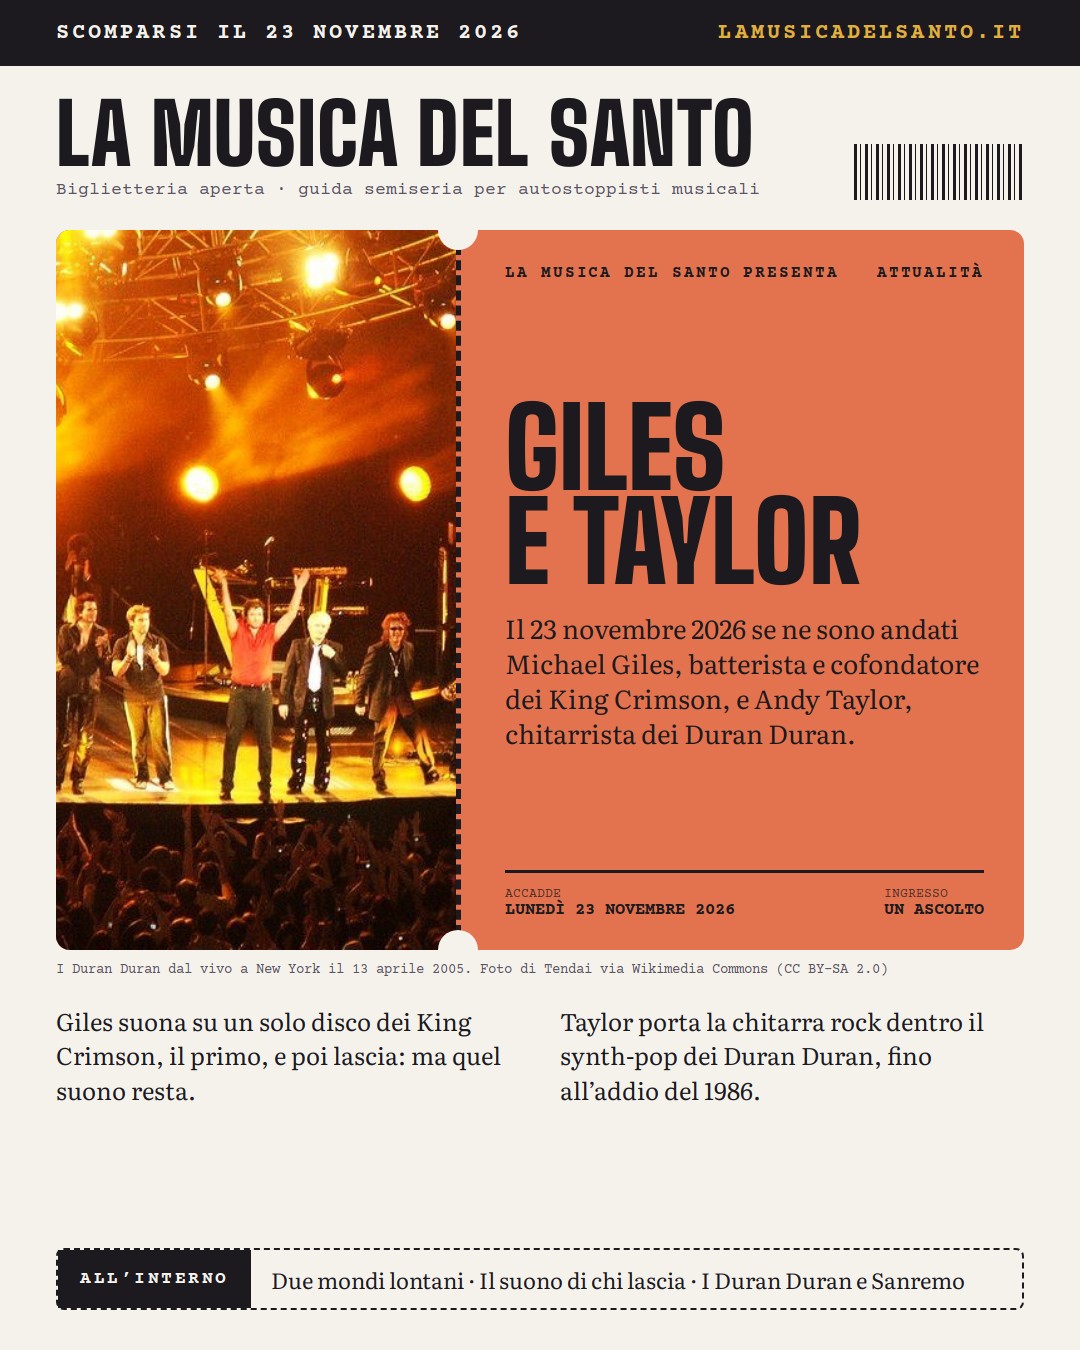 SCOMPARSI IL 23 NOVEMBRE 2026
LAMUSICADELSANTO.IT
LA MUSICA DEL SANTO
Biglietteria aperta · guida semiseria per autostoppisti musicali
LA MUSICA DEL SANTO PRESENTA
ATTUALITÀ
GILES
E TAYLOR
Il 23 novembre 2026 se ne sono andati
Michael Giles, batterista e cofondatore
dei King Crimson, e Andy Taylor,
chitarrista dei Duran Duran.
ACCADDE
LUNEDÌ 23 NOVEMBRE 2026
INGRESSO
UN ASCOLTO
I Duran Duran dal vivo a New York il 13 aprile 2005. Foto di Tendai via Wikimedia Commons (CC BY-SA 2.0)
Giles suona su un solo disco dei King
Crimson, il primo, e poi lascia: ma quel
suono resta.
Taylor porta la chitarra rock dentro il
synth-pop dei Duran Duran, fino
all’addio del 1986.
ALL’INTERNO
Due mondi lontani · Il suono di chi lascia · I Duran Duran e Sanremo